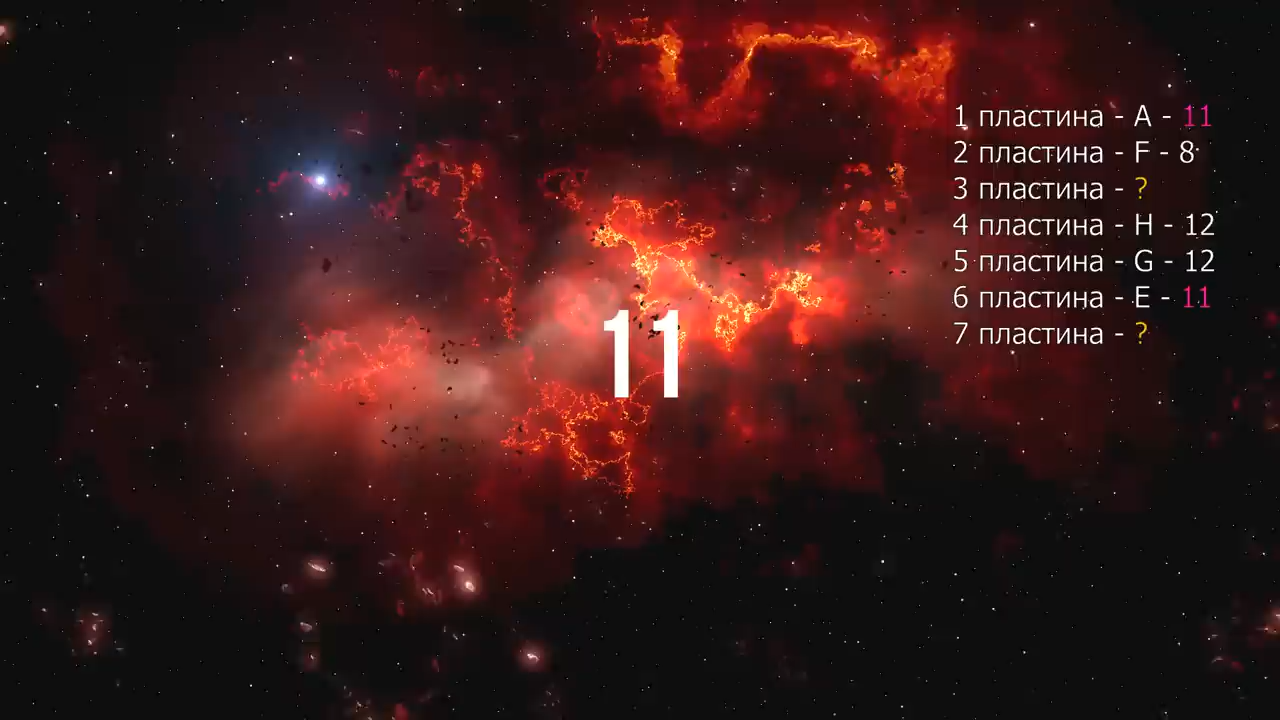 1 пластина - A - 11
2 пластина - F - 8
3 пластина - ?
4 пластина - H - 12
5 пластина - G - 12
6 пластина - E - 11
7 пластина - ?
11